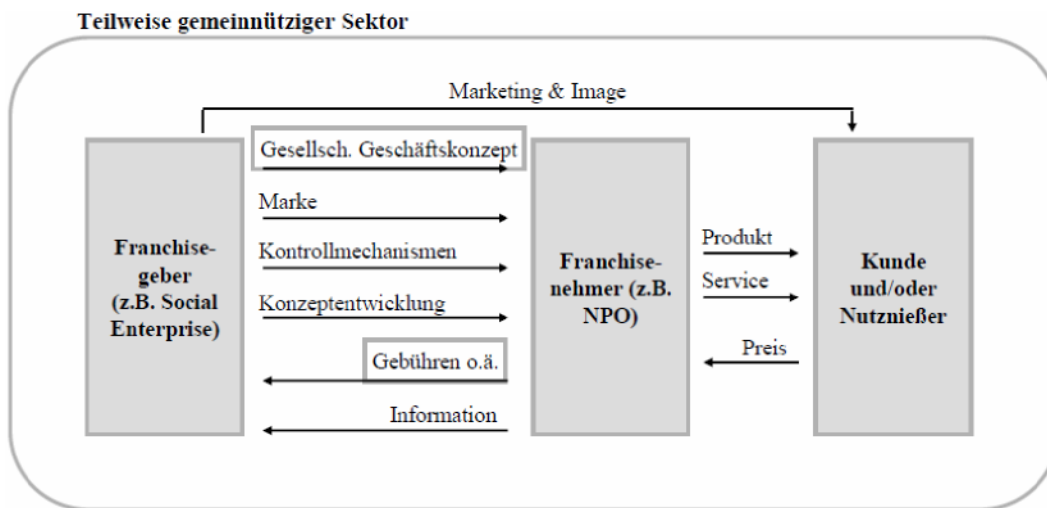 Teilweise gemeinnütziger Sektor
Marketing & Image
Gesellsch. Geschäftskonzept
Marke
Kontrollmechanismen
Konzeptentwicklung
Gebühren o.ä.
Information
Franchise-
geber
(z.B. Social
Enterprise)
Franchise-
nehmer (z.B.
NPO)
Produkt
Service
Preis
Kunde
und/oder
Nutznießer